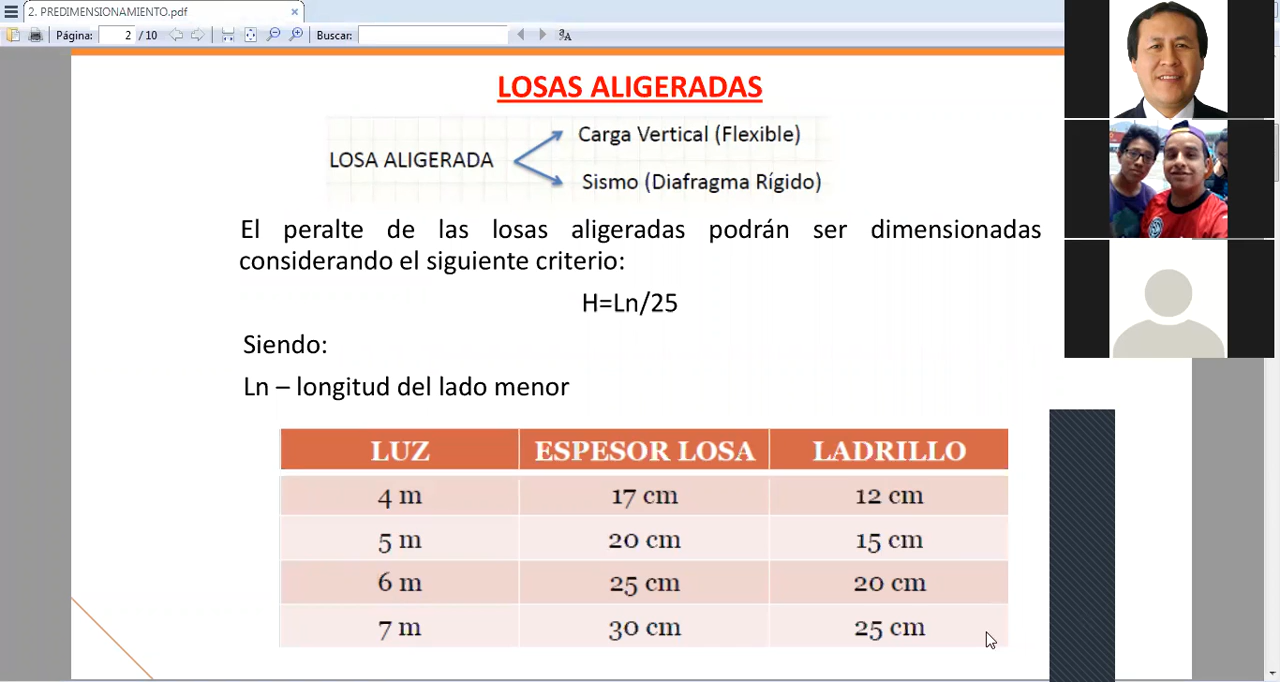 2. PREDIMENSIONAMIENTO.pdf
Página: 2 / 10 Buscar:
LOSAS ALIGERADAS
Carga Vertical (Flexible)
LOSA ALIGERADA
Sismo (Diafragma Rígido)
El peralte de las losas aligeradas podrán ser dimensionadas
considerando el siguiente criterio:
H=Ln/25
Siendo:
Ln – longitud del lado menor
LUZ ESPESOR LOSA LADRILLO
4 m 17 cm 12 cm
5 m 20 cm 15 cm
6 m 25 cm 20 cm
7 m 30 cm 25 cm